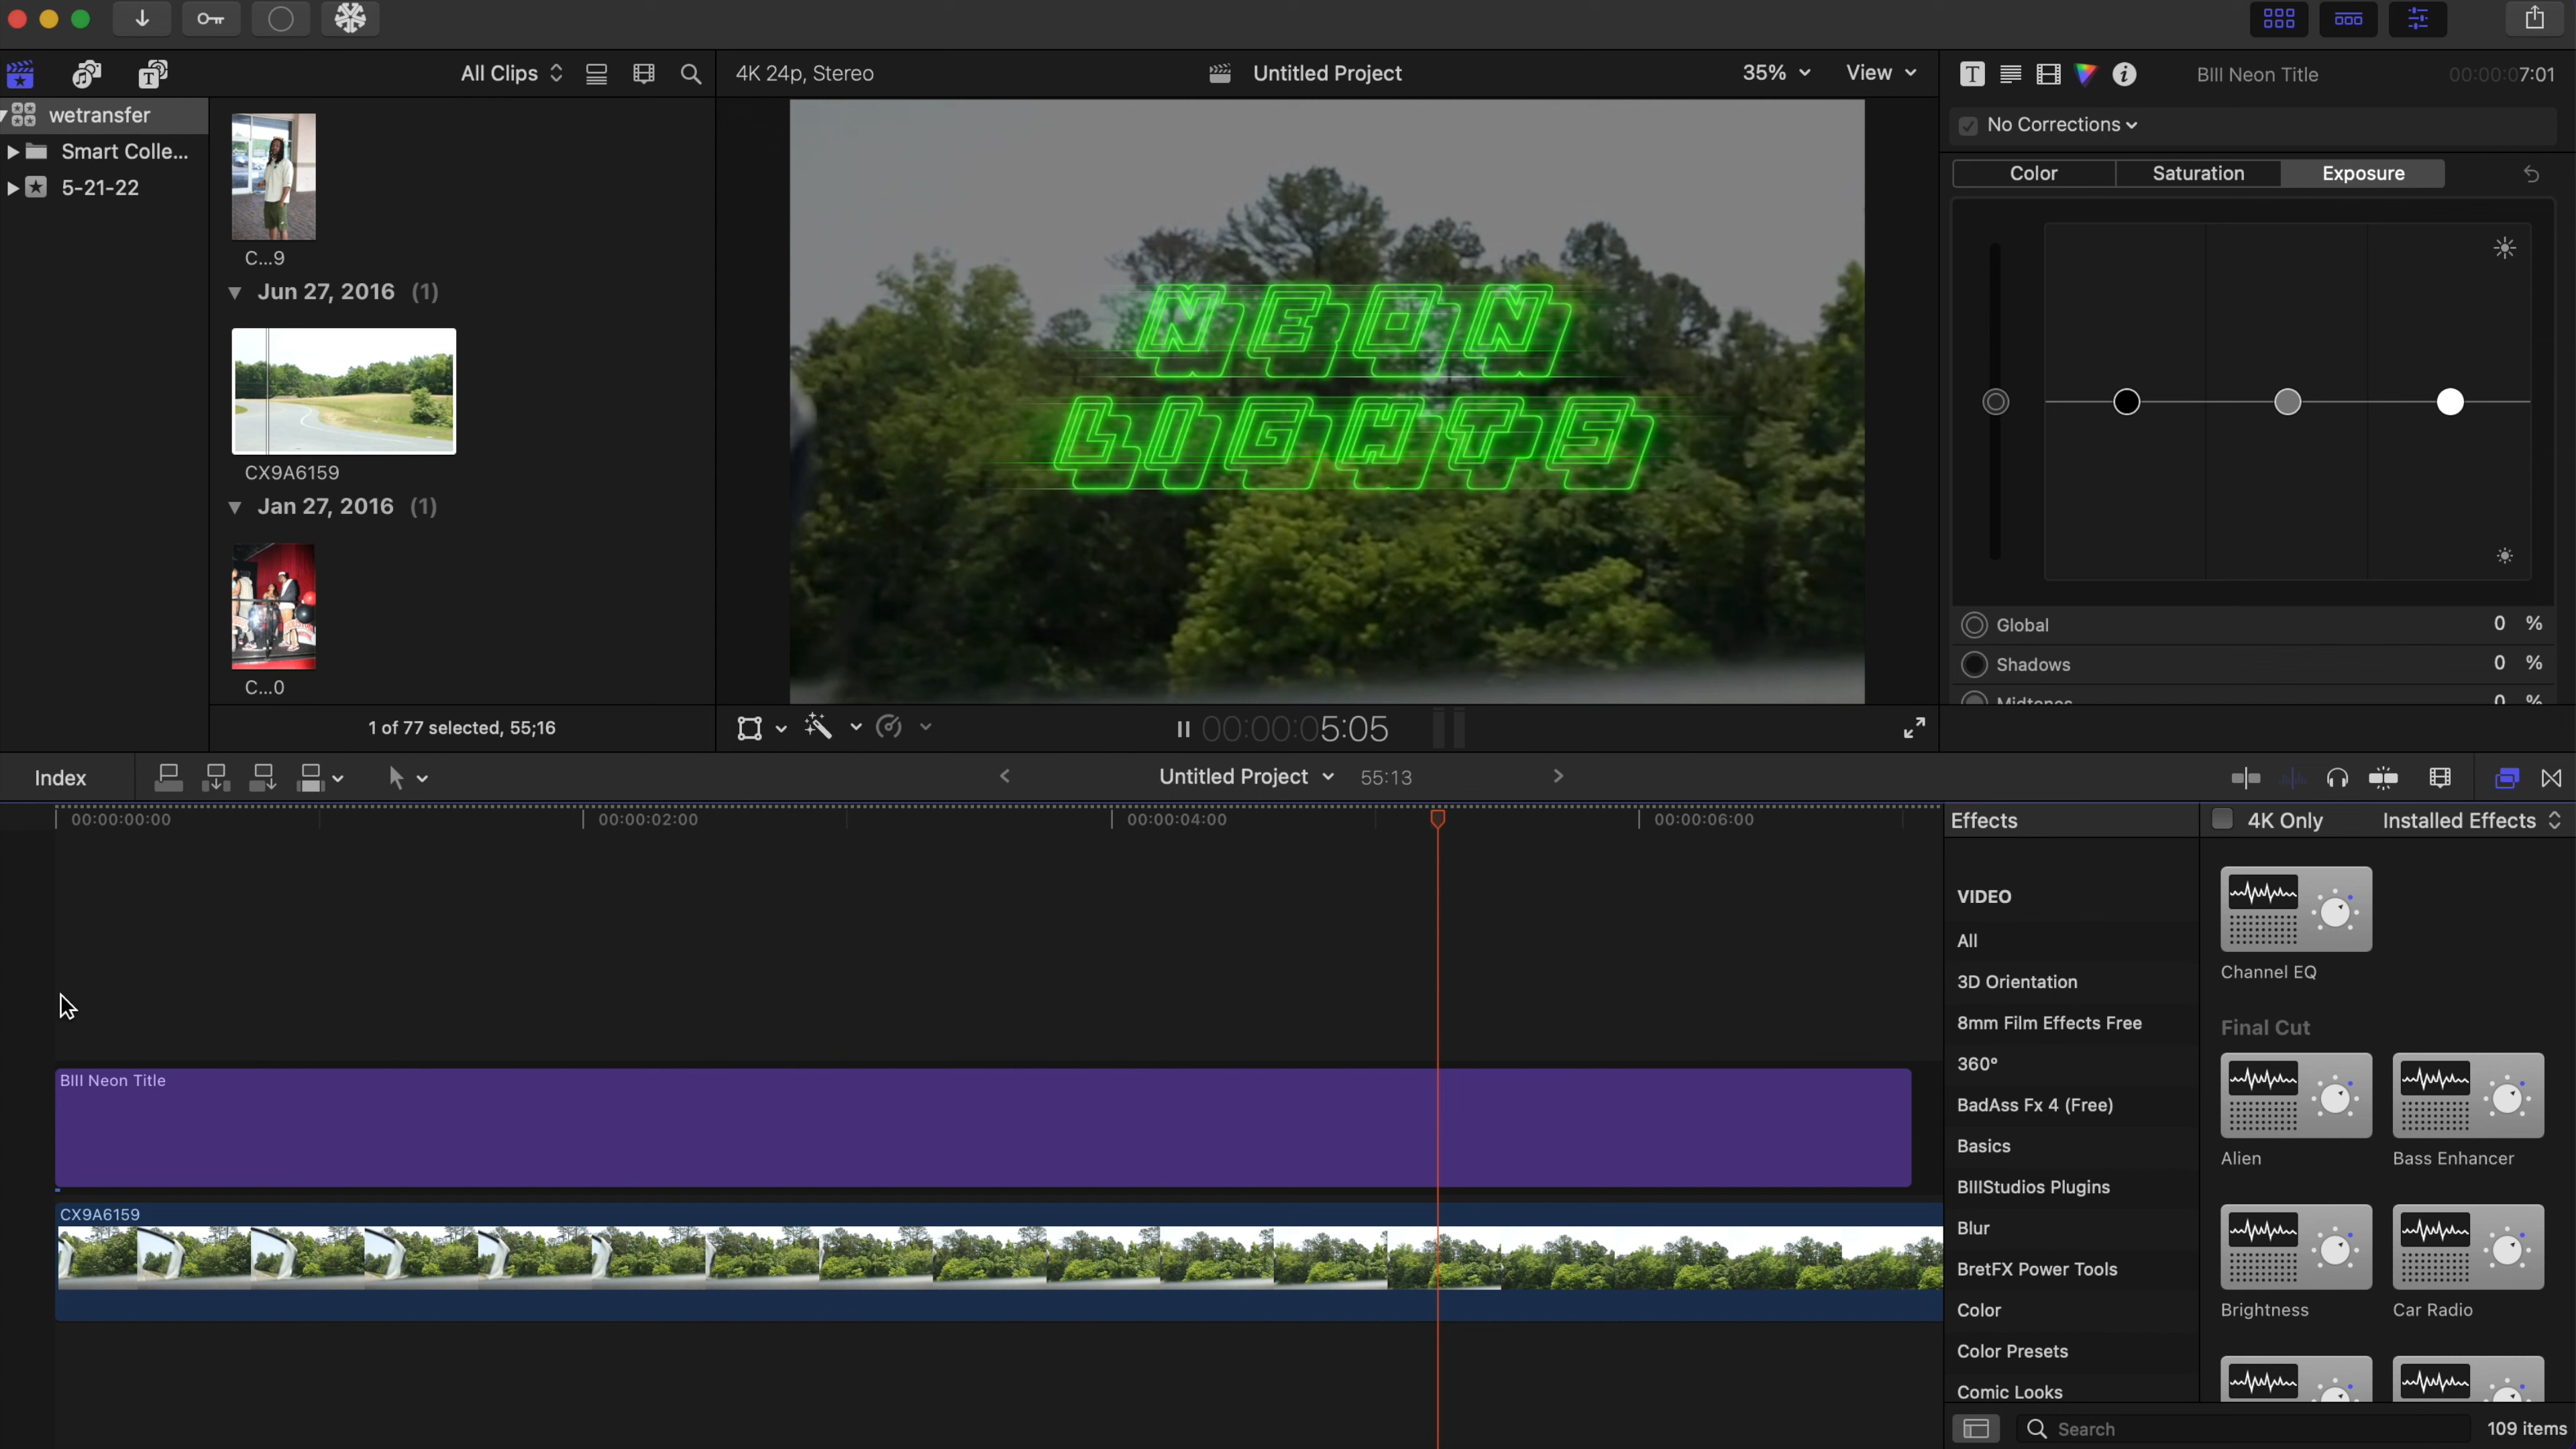 All Clips
4K 24p, Stereo
Untitled Project
35%
View
BIII Neon Title
00:00:07:01
wetransfer
Smart Colle...
5-21-22
C...9
Jun 27, 2016 (1)
CX9A6159
Jan 27, 2016 (1)
C...0
1 of 77 selected, 55;16
NEON
LIGHTS
00:00:05:05
No Corrections
Color
Saturation
Exposure
Global
0 %
Shadows
0 %
Midtones
0 %
Index
Untitled Project
55:13
00:00:00:00
00:00:02:00
00:00:04:00
00:00:06:00
BIII Neon Title
CX9A6159
Effects
4K Only
Installed Effects
VIDEO
All
3D Orientation
8mm Film Effects Free
360°
BadAss Fx 4 (Free)
Basics
BIIIStudios Plugins
Blur
BretFX Power Tools
Color
Color Presets
Comic Looks
Channel EQ
Final Cut
Alien
Bass Enhancer
Brightness
Car Radio
Search
109 items